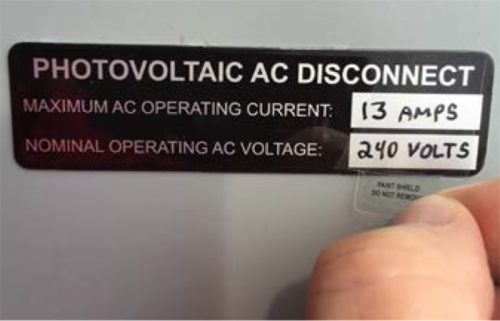 PHOTOVOLTAIC AC DISCONNECT
MAXIMUM AC OPERATING CURRENT: 13 AMPS
NOMINAL OPERATING AC VOLTAGE: 240 VOLTS
PAINT SHIELD
DO NOT REMOVE